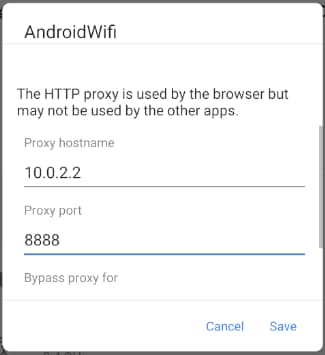 AndroidWifi
The HTTP proxy is used by the browser but
may not be used by the other apps.
Proxy hostname
10.0.2.2
Proxy port
8888
Bypass proxy for
Cancel Save